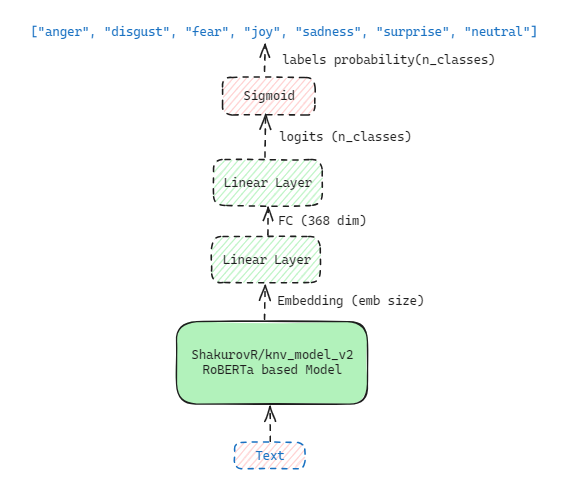 ["anger", "disgust", "fear", "joy", "sadness", "surprise", "neutral"]
labels probability(n_classes)
Sigmoid
logits (n_classes)
Linear Layer
FC (368 dim)
Linear Layer
Embedding (emb size)
ShakurovR/knv_model_v2
RoBERTa based Model
Text